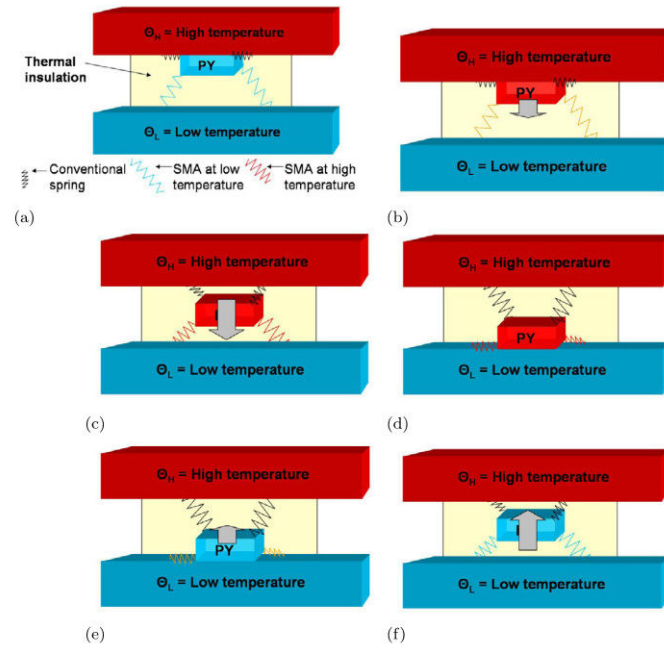 Θ_H = High temperature
Thermal
insulation
PY
Θ_L = Low temperature
Conventional
spring
SMA at low
temperature
SMA at high
temperature
(a)
Θ_H = High temperature
PY
Θ_L = Low temperature
(b)
Θ_H = High temperature
Θ_L = Low temperature
(c)
Θ_H = High temperature
PY
Θ_L = Low temperature
(d)
Θ_H = High temperature
PY
Θ_L = Low temperature
(e)
Θ_H = High temperature
Θ_L = Low temperature
(f)